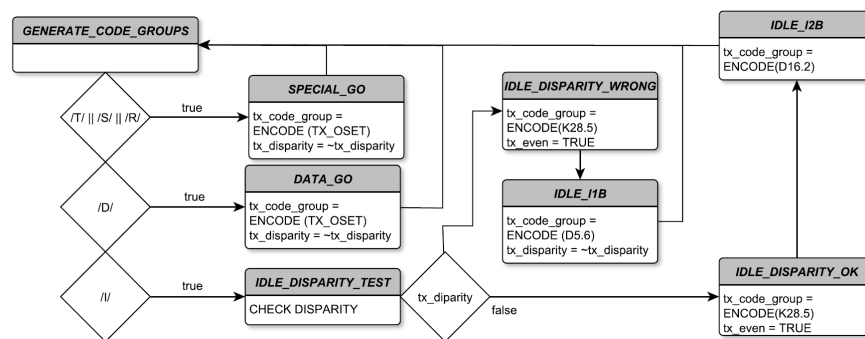 GENERATE_CODE_GROUPS
IDLE_I2B
tx_code_group =
ENCODE(D16.2)
/T/ || /S/ || /R/
true
SPECIAL_GO
tx_code_group =
ENCODE (TX_OSET)
tx_disparity = ~tx_disparity
IDLE_DISPARITY_WRONG
tx_code_group =
ENCODE(K28.5)
tx_even = TRUE
/D/
true
DATA_GO
tx_code_group =
ENCODE (TX_OSET)
tx_disparity = ~tx_disparity
IDLE_I1B
tx_code_group =
ENCODE (D5.6)
tx_disparity = ~tx_disparity
/I/
true
IDLE_DISPARITY_TEST
CHECK DISPARITY
tx_diparity
false
IDLE_DISPARITY_OK
tx_code_group =
ENCODE(K28.5)
tx_even = TRUE